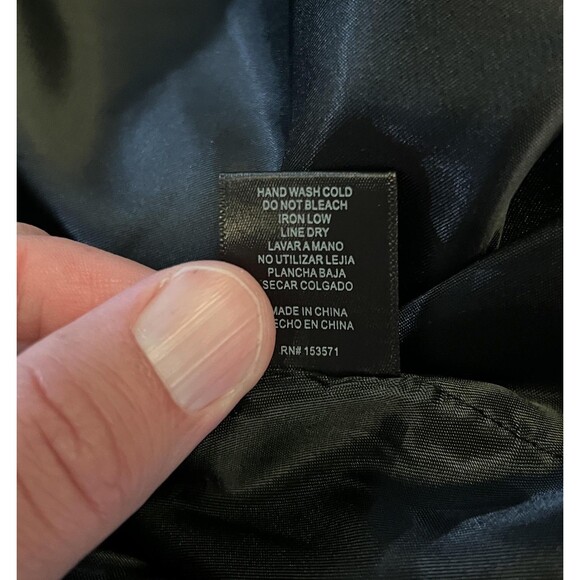 HAND WASH COLD
DO NOT BLEACH
IRON LOW
LINE DRY
LAVAR A MANO
NO UTILIZAR LEJIA
PLANCHA BAJA
SECAR COLGADO
MADE IN CHINA
ECHO EN CHINA
RN# 153571